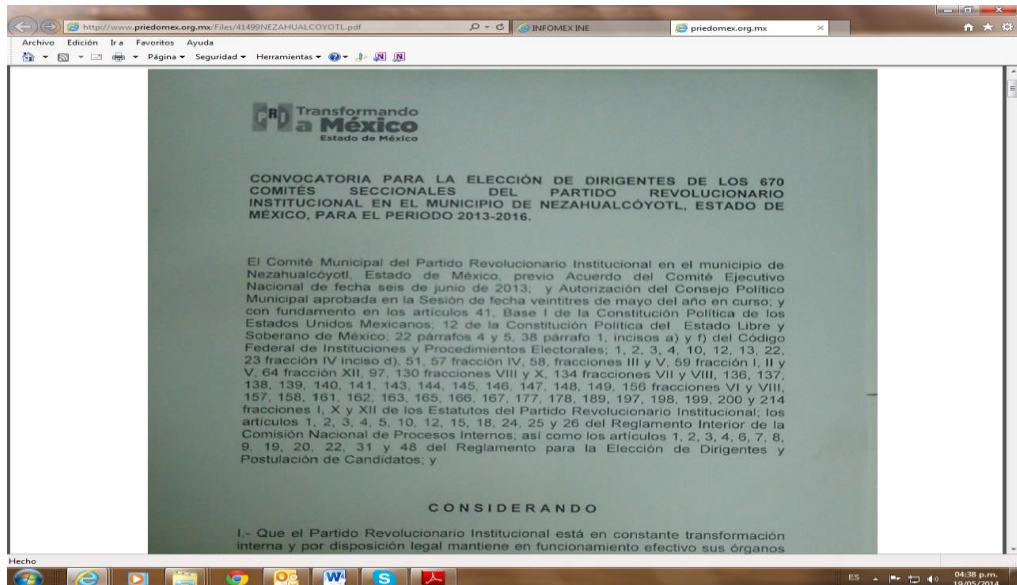 http://www.priedomex.org.mx/Files/41499NEZAHUALCOYOTL.pdf
INFOMEX INE
priedomex.org.mx
Archivo Edición Ir a Favoritos Ayuda
Página Seguridad Herramientas
PRD Transformando
a México
Estado de México
CONVOCATORIA PARA LA ELECCIÓN DE DIRIGENTES DE LOS 670
COMITÉS SECCIONALES DEL PARTIDO REVOLUCIONARIO
INSTITUCIONAL EN EL MUNICIPIO DE NEZAHUALCÓYOTL, ESTADO DE
MÉXICO, PARA EL PERIODO 2013-2016.
El Comité Municipal del Partido Revolucionario Institucional en el municipio de
Nezahualcóyotl, Estado de México, previo Acuerdo del Comité Ejecutivo
Nacional de fecha seis de junio de 2013; y Autorización del Consejo Político
Municipal aprobada en la Sesión de fecha veintitres de mayo del año en curso; y
con fundamento en los artículos 41, Base I de la Constitución Política de los
Estados Unidos Mexicanos; 12 de la Constitución Política del Estado Libre y
Soberano de México; 22 párrafos 4 y 5, 38 párrafo 1, incisos a) y f) del Código
Federal de Instituciones y Procedimientos Electorales; 1, 2, 3, 4, 10, 12, 13, 22,
23 fracción IV inciso d), 51, 57 fracción IV, 58, fracciones III y V, 59 fracción I, II y
V, 64 fracción XII, 97, 130 fracciones VIII y X, 134 fracciones VII y VIII, 136, 137,
138, 139, 140, 141, 143, 144, 145, 146, 147, 148, 149, 156 fracciones VI y VIII,
157, 158, 161, 162, 163, 165, 166, 167, 177, 178, 189, 197, 198, 199, 200 y 214
fracciones I, X y XII de los Estatutos del Partido Revolucionario Institucional; los
artículos 1, 2, 3, 4, 5, 10, 12, 15, 18, 24, 25 y 26 del Reglamento Interior de la
Comisión Nacional de Procesos Internos; así como los artículos 1, 2, 3, 4, 6, 7, 8,
9, 19, 20, 22, 31 y 48 del Reglamento para la Elección de Dirigentes y
Postulación de Candidatos; y
CONSIDERANDO
I.- Que el Partido Revolucionario Institucional está en constante transformación
interna y por disposición legal mantiene en funcionamiento efectivo sus órganos
Hecho
ES
04:38 p.m.
19/05/2014